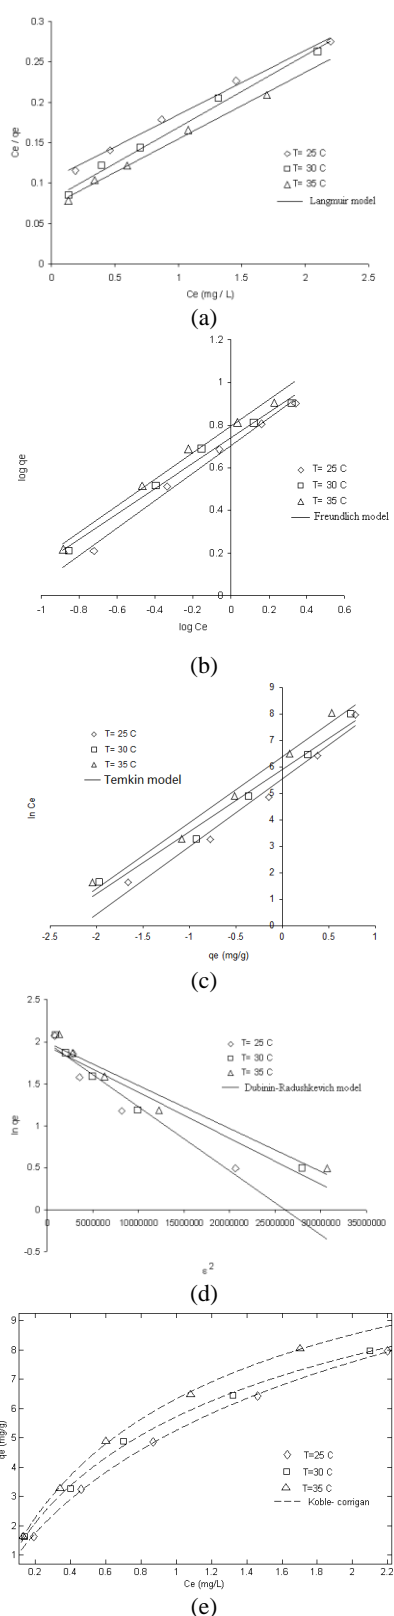 0.3
0.25
0.2
0.15
0.1
0.05
0
Ce / qe
T= 25 C
T= 30 C
T= 35 C
Langmuir model
0 0.5 1 1.5 2 2.5
Ce (mg / L)
(a)
1.2
1
0.8
0.6
0.4
0.2
0
log qe
T= 25 C
T= 30 C
T= 35 C
Freundlich model
-1 -0.8 -0.6 -0.4 -0.2 0 0.2 0.4 0.6
log Ce
(b)
9
8
7
6
5
4
3
2
1
0
ln Ce
T= 25 C
T= 30 C
T= 35 C
Temkin model
-2.5 -2 -1.5 -1 -0.5 0 0.5 1
qe (mg/g)
(c)
2.5
2
1.5
1
0.5
0
-0.5
ln qe
T= 25 C
T= 30 C
T= 35 C
Dubinin-Radushkevich model
0 5000000 10000000 15000000 20000000 25000000 30000000 35000000
ε²
(d)
9
8
7
6
5
4
3
2
1
qe (mg/g)
T=25 C
T=30 C
T=35 C
Koble- corrigan
0.2 0.4 0.6 0.8 1 1.2 1.4 1.6 1.8 2 2.2
Ce (mg/L)
(e)